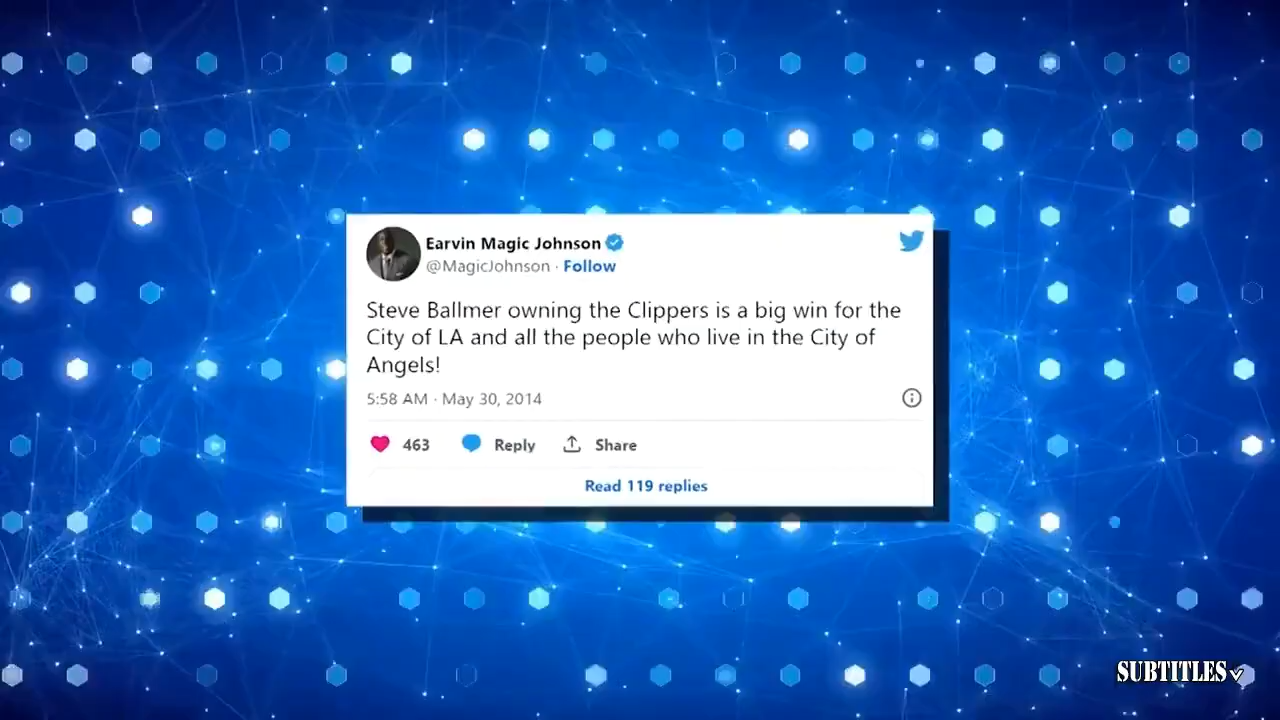 Earvin Magic Johnson
@MagicJohnson · Follow
Steve Ballmer owning the Clippers is a big win for the
City of LA and all the people who live in the City of
Angels!
5:58 AM · May 30, 2014
463 Reply Share
Read 119 replies
SUBTITLES